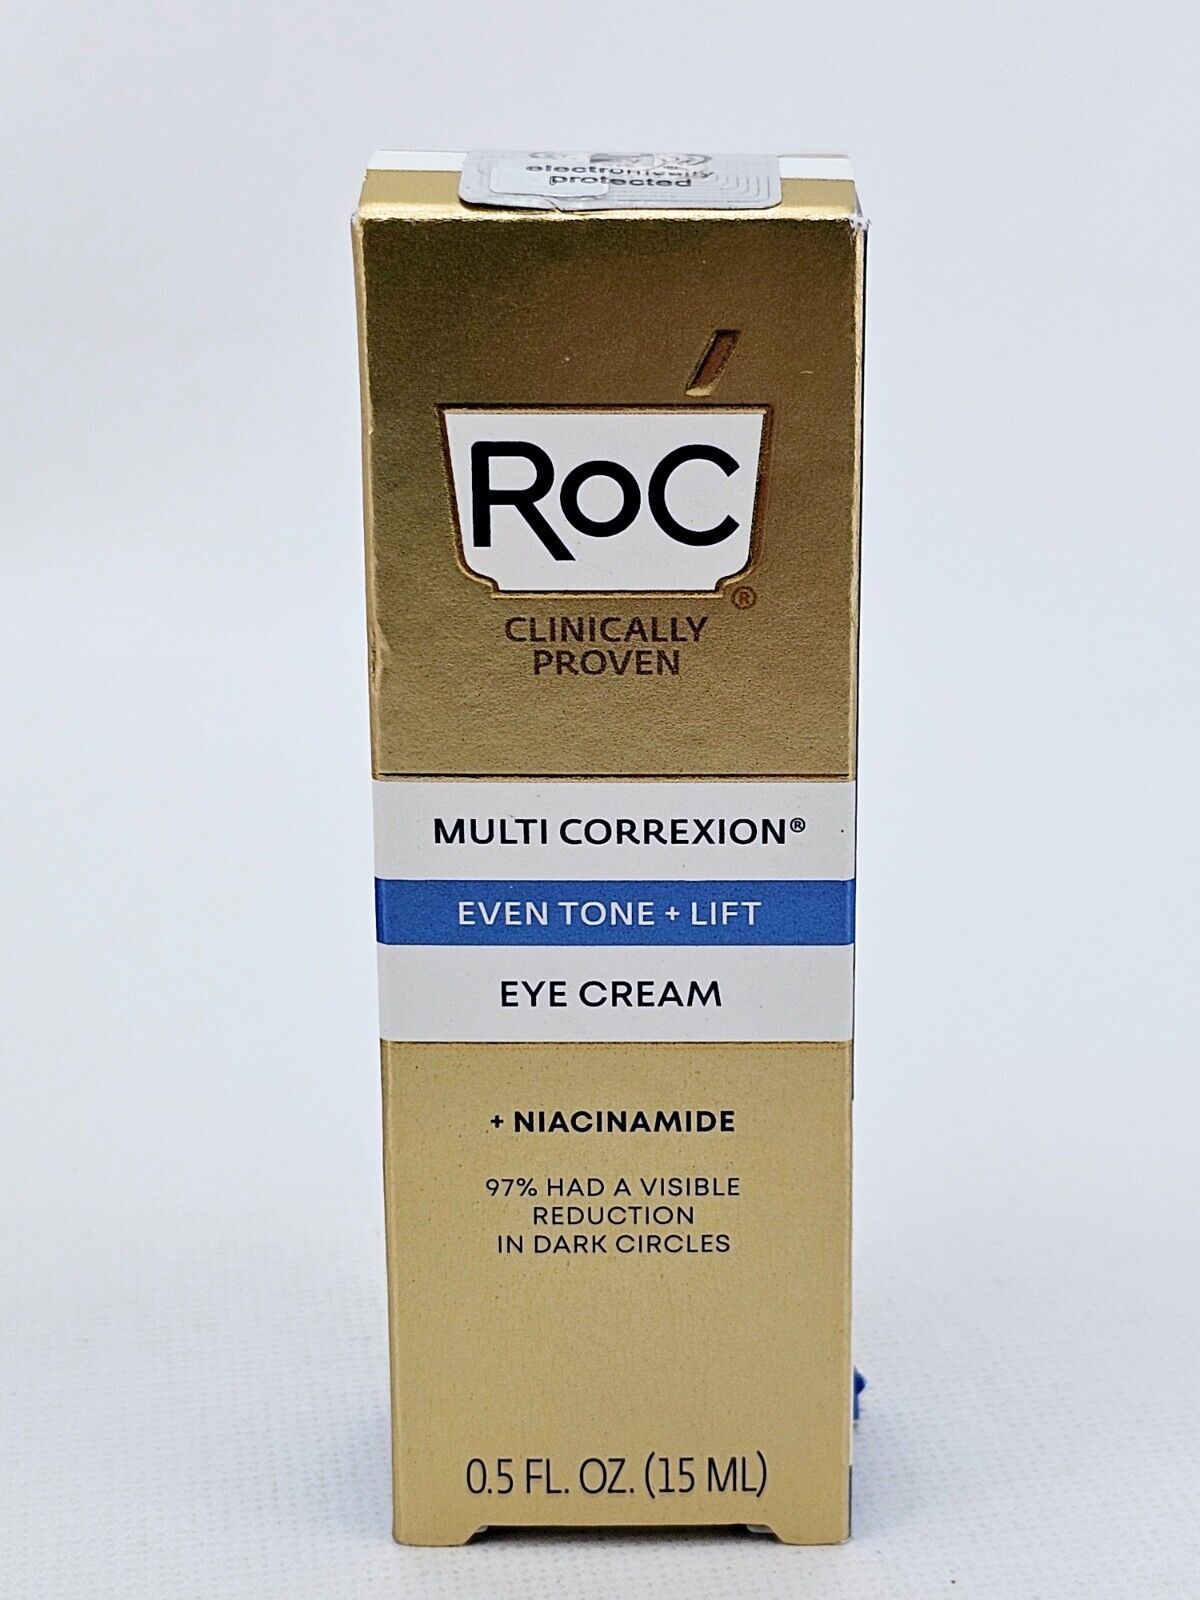 electronically
protected
RoC
®
CLINICALLY
PROVEN
MULTI CORREXION®
EVEN TONE + LIFT
EYE CREAM
+ NIACINAMIDE
97% HAD A VISIBLE
REDUCTION
IN DARK CIRCLES
0.5 FL. OZ. (15 ML)